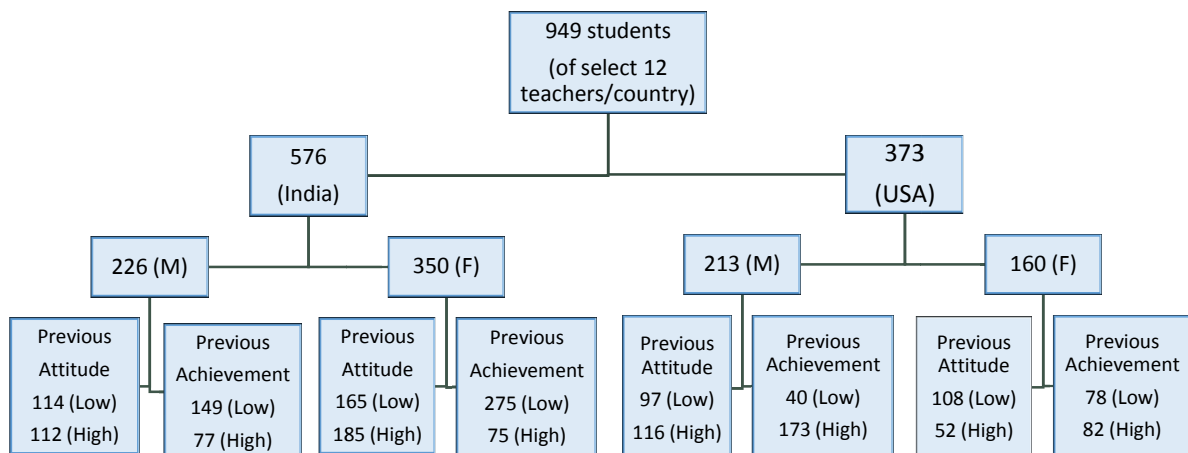 949 students
(of select 12
teachers/country)
576
(India)
373
(USA)
226 (M)
350 (F)
213 (M)
160 (F)
Previous
Attitude
114 (Low)
112 (High)
Previous
Achievement
149 (Low)
77 (High)
Previous
Attitude
165 (Low)
185 (High)
Previous
Achievement
275 (Low)
75 (High)
Previous
Attitude
97 (Low)
116 (High)
Previous
Achievement
40 (Low)
173 (High)
Previous
Attitude
108 (Low)
52 (High)
Previous
Achievement
78 (Low)
82 (High)